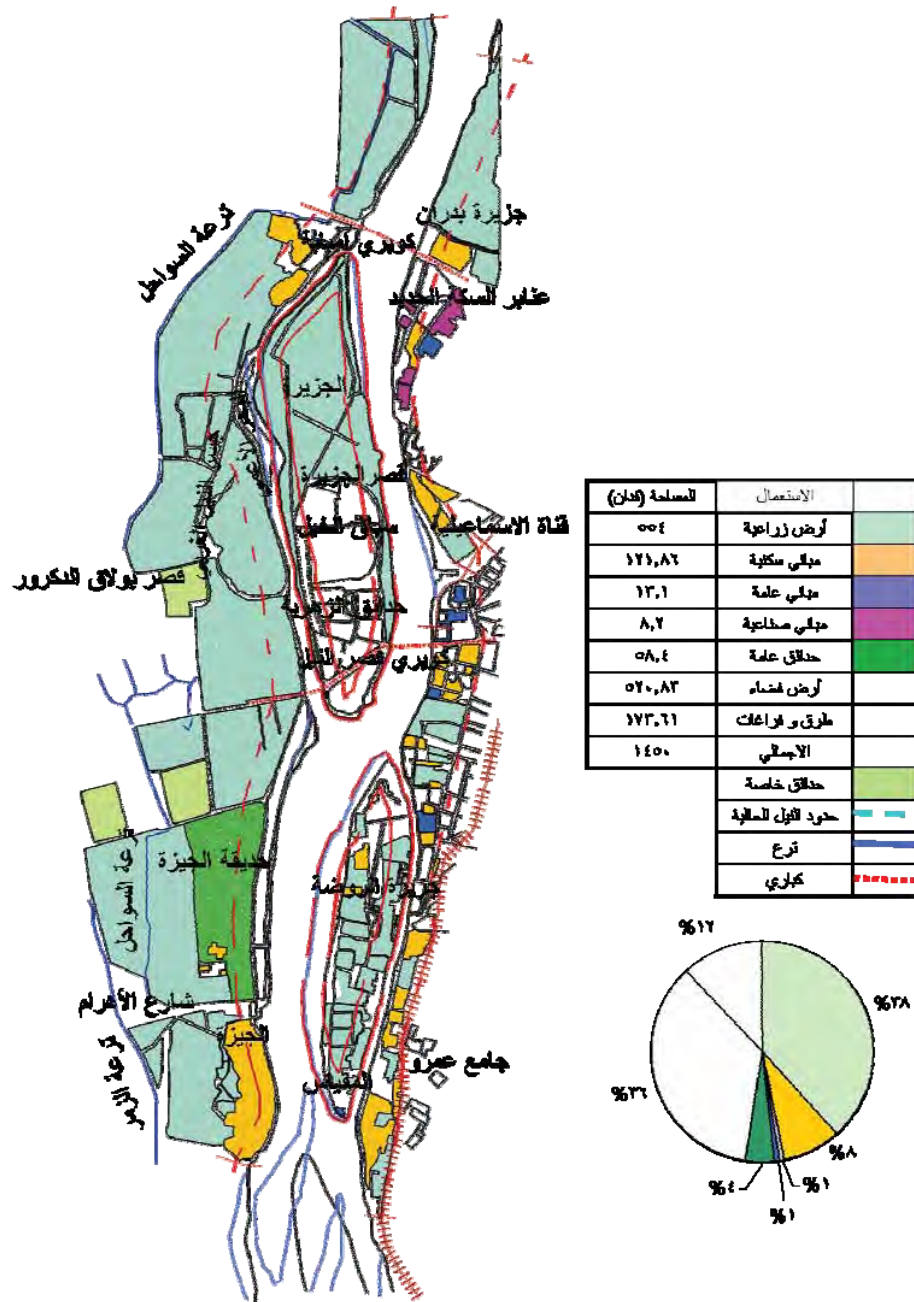 جزيرة بدران
ترعة السواحل
كوبري امبابة
عنابر السكة الحديد
الجزيرة
قصر الجزيرة
سباق الخيل
قناة الاسماعيلية
قصر بولاق الدكرور
حدائق الزهرية
كوبري قصر النيل
حديقة الجيزة
جزيرة الروضة
الترعة السواحل
شارع الأهرام
الجيزة
جامع عمرو
المقياس
ترعة الزمر
الاستعمال المساحة (فدان)
أرض زراعية ٥٥٤
مباني سكنية ١٢١,٨٦
مباني عامة ١٣,١
مباني صناعية ٨,٢
حدائق عامة ٥٨,٤
أرض فضاء ٥٢٠,٨٣
طرق و فراغات ١٧٣,٦١
الاجمالي ١٤٥٠
حدائق خاصة
حدود النيل الحالية
ترع
كباري
%١٢
%٣٨
%٣٦
%٨
%٤
%١
%١